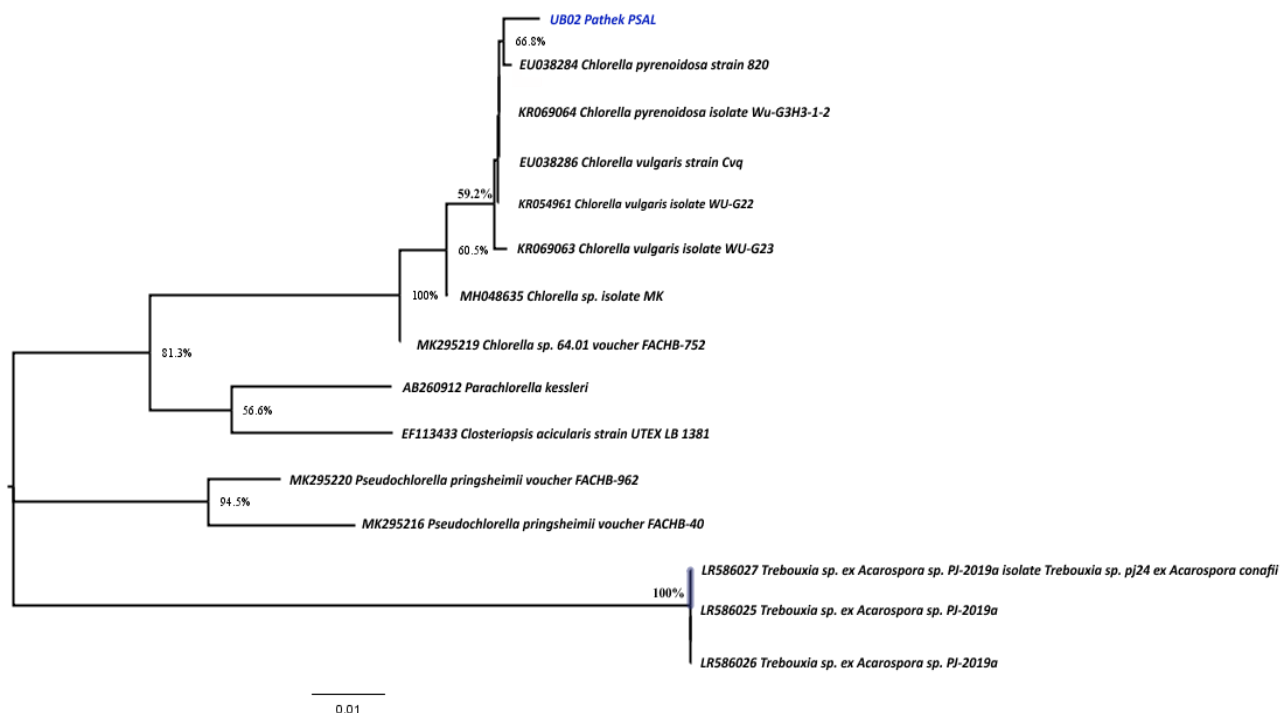 UB02 Pathek PSAL
66.8%
EU038284 Chlorella pyrenoidosa strain 820
KR069064 Chlorella pyrenoidosa isolate Wu-G3H3-1-2
EU038286 Chlorella vulgaris strain Cvq
59.2%
KR054961 Chlorella vulgaris isolate WU-G22
60.5%
KR069063 Chlorella vulgaris isolate WU-G23
100%
MH048635 Chlorella sp. isolate MK
MK295219 Chlorella sp. 64.01 voucher FACHB-752
81.3%
AB260912 Parachlorella kessleri
56.6%
EF113433 Closteriopsis acicularis strain UTEX LB 1381
MK295220 Pseudochlorella pringsheimii voucher FACHB-962
94.5%
MK295216 Pseudochlorella pringsheimii voucher FACHB-40
LR586027 Trebouxia sp. ex Acarospora sp. PJ-2019a isolate Trebouxia sp. pj24 ex Acarospora conafii
100%
LR586025 Trebouxia sp. ex Acarospora sp. PJ-2019a
LR586026 Trebouxia sp. ex Acarospora sp. PJ-2019a
0.01